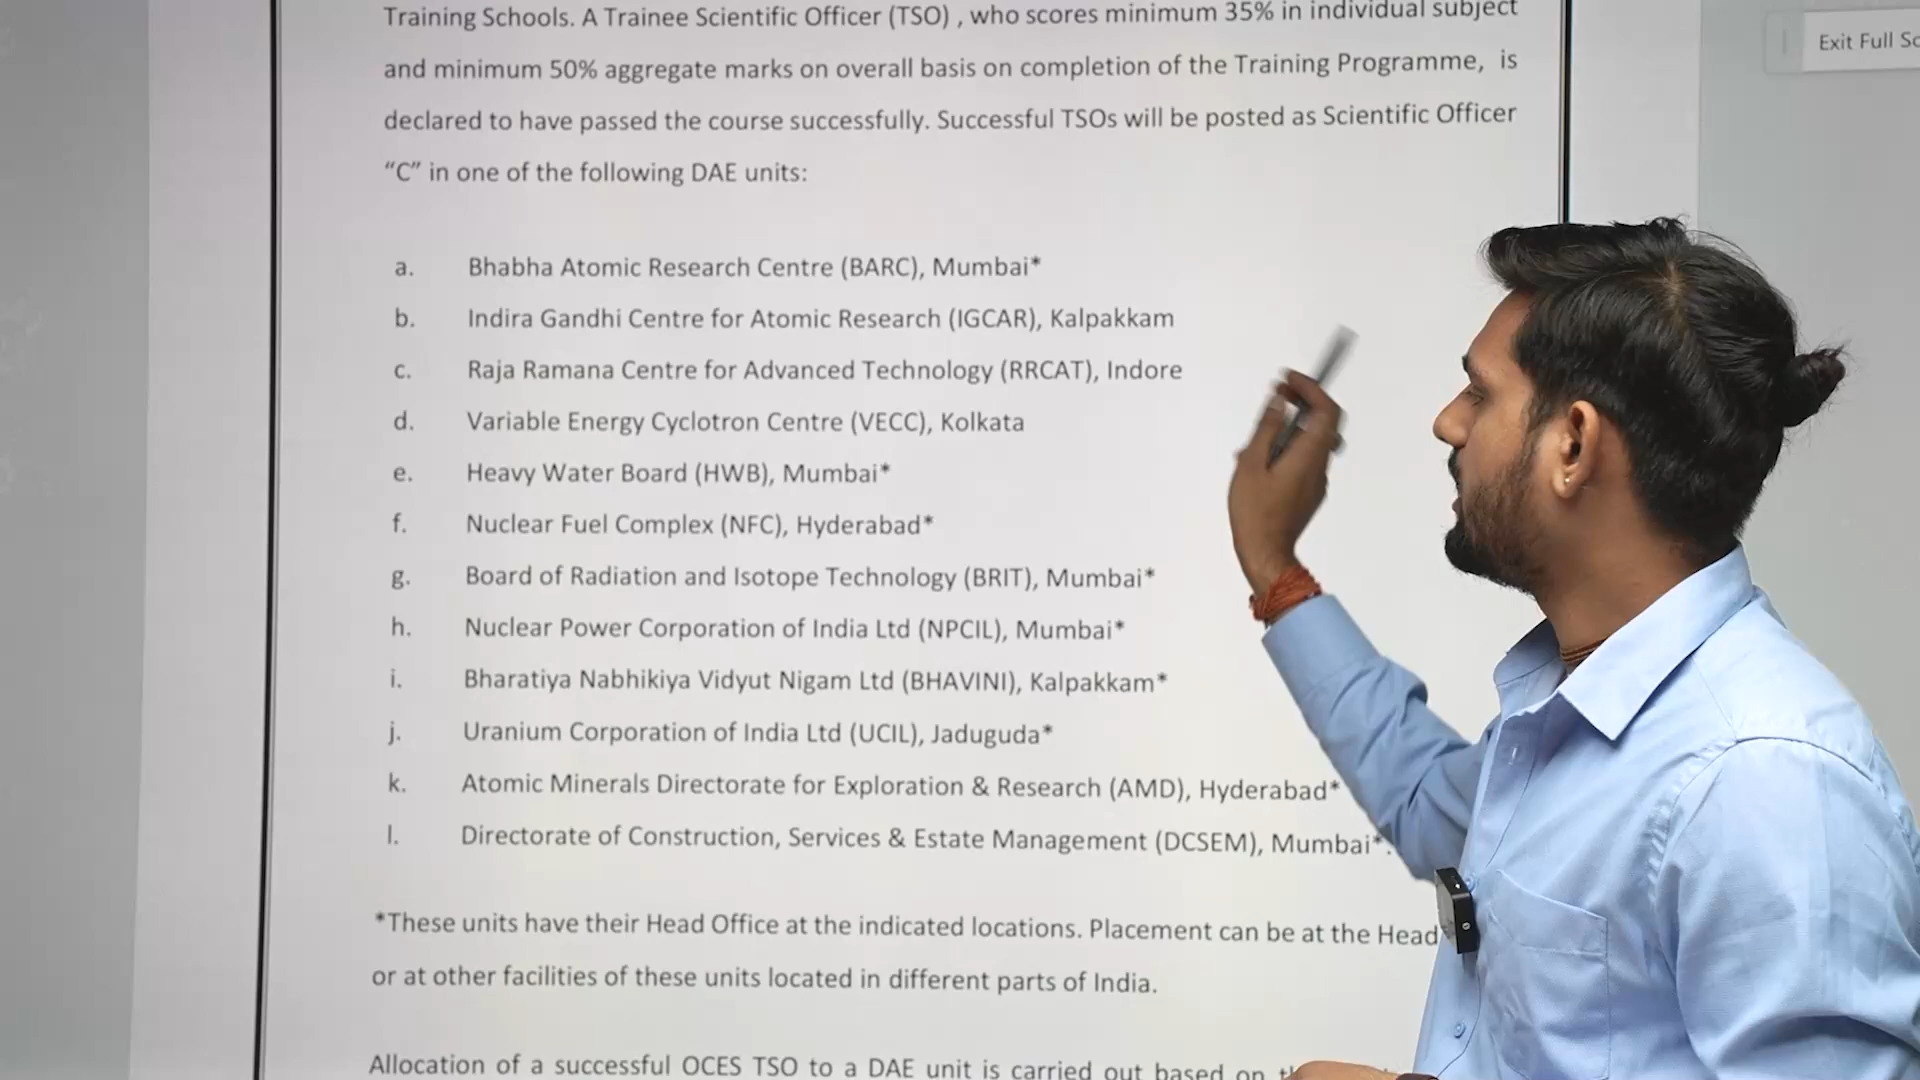 Training Schools. A Trainee Scientific Officer (TSO) , who scores minimum 35% in individual subject
and minimum 50% aggregate marks on overall basis on completion of the Training Programme, is
declared to have passed the course successfully. Successful TSOs will be posted as Scientific Officer
“C” in one of the following DAE units:
a. Bhabha Atomic Research Centre (BARC), Mumbai*
b. Indira Gandhi Centre for Atomic Research (IGCAR), Kalpakkam
c. Raja Ramana Centre for Advanced Technology (RRCAT), Indore
d. Variable Energy Cyclotron Centre (VECC), Kolkata
e. Heavy Water Board (HWB), Mumbai*
f. Nuclear Fuel Complex (NFC), Hyderabad*
g. Board of Radiation and Isotope Technology (BRIT), Mumbai*
h. Nuclear Power Corporation of India Ltd (NPCIL), Mumbai*
i. Bharatiya Nabhikiya Vidyut Nigam Ltd (BHAVINI), Kalpakkam*
j. Uranium Corporation of India Ltd (UCIL), Jaduguda*
k. Atomic Minerals Directorate for Exploration & Research (AMD), Hyderabad*
l. Directorate of Construction, Services & Estate Management (DCSEM), Mumbai*.
*These units have their Head Office at the indicated locations. Placement can be at the Head
or at other facilities of these units located in different parts of India.
Allocation of a successful OCES TSO to a DAE unit is carried out based on
Exit Full